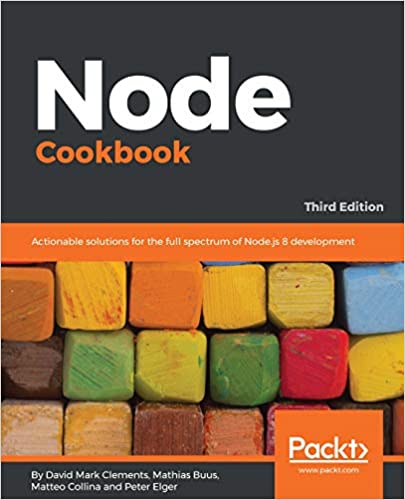 Node
Cookbook
Third Edition
Actionable solutions for the full spectrum of Node.js 8 development
By David Mark Clements, Mathias Buus,
Matteo Collina and Peter Elger
Packt>
www.packt.com